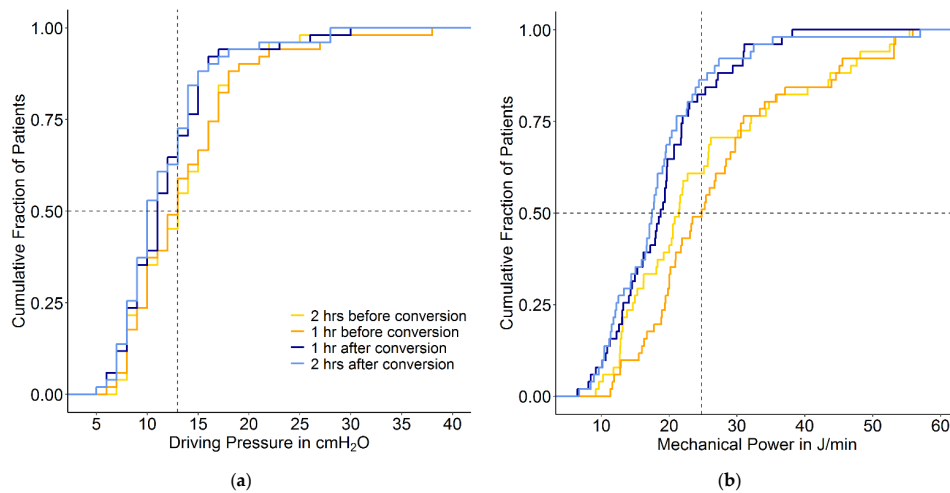 1.00
0.75
0.50
0.25
0.00
Cumulative Fraction of Patients
2 hrs before conversion
1 hr before conversion
1 hr after conversion
2 hrs after conversion
5 10 15 20 25 30 35 40
Driving Pressure in cmH₂O
(a)
1.00
0.75
0.50
0.25
0.00
Cumulative Fraction of Patients
10 20 30 40 50 60
Mechanical Power in J/min
(b)